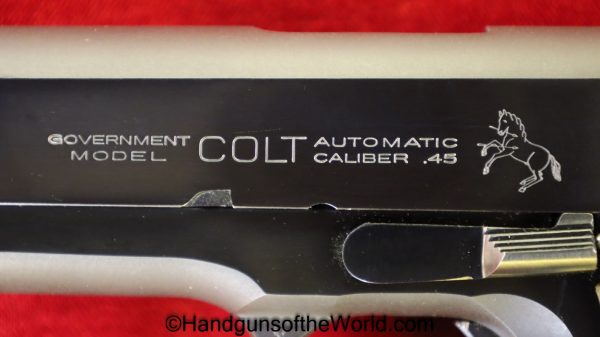 GOVERNMENT
MODEL
COLT
AUTOMATIC
CALIBER .45
©HandgunsoftheWorld.com